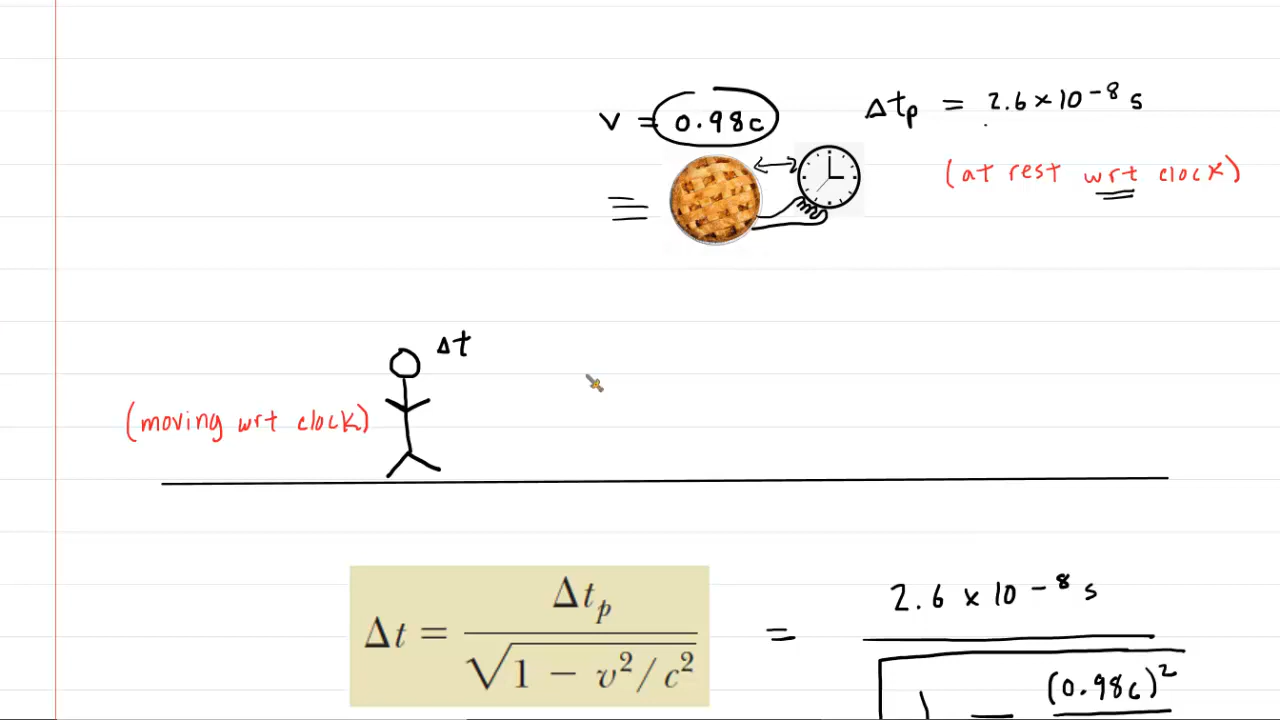 v = 0.98c
Δtp = 2.6 × 10⁻⁸ s
(at rest wrt clock)
Δt
(moving wrt clock)
Δt = Δtp / √(1 − v²/c²) = 2.6 × 10⁻⁸ s
1 − (0.98c)²